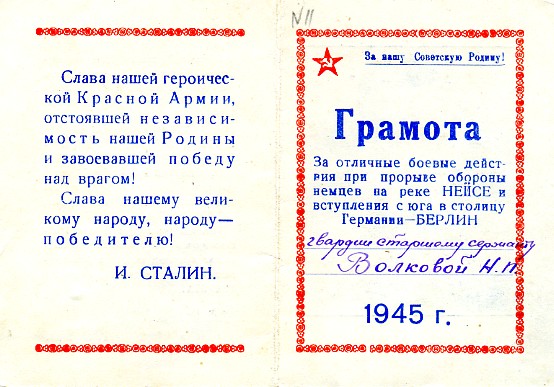 Слава нашей героичес-
кой Красной Армии,
отстоявшей независи-
мость нашей Родины
и завоевавшей победу
над врагом!
Слава нашему вели-
кому народу, народу—
победителю!
И. СТАЛИН.
N 11
За нашу Советскую Родину!
Грамота
За отличные боевые дейст-
вия при прорыве обороны
немцев на реке НЕЙСЕ и
вступления с юга в столицу
Германии—БЕРЛИН
гвардии старшему сержанту
Волковой Н.П.
1945 г.